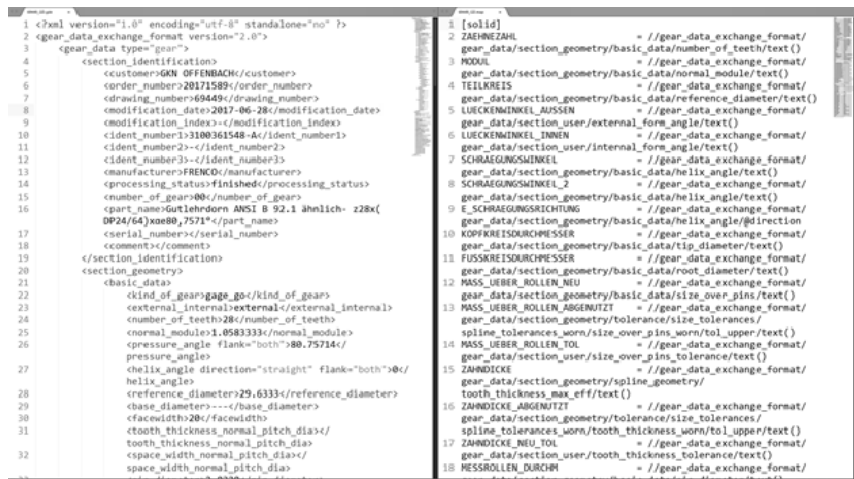 1 <?xml version="1.0" encoding="utf-8" standalone="no" ?>
2 <gear_data_exchange_format version="2.0">
3 <gear_data type="gear">
4 <section_identification>
5 <customer>GKN OFFENBACH</customer>
6 <order_number>20171589</order_number>
7 <drawing_number>69449</drawing_number>
8 <modification_date>2017-06-28</modification_date>
9 <modification_index>-</modification_index>
10 <ident_number1>3100361548-A</ident_number1>
11 <ident_number2>-</ident_number2>
12 <ident_number3>-</ident_number3>
13 <manufacturer>FRENCO</manufacturer>
14 <processing_status>finished</processing_status>
15 <number_of_gear>00</number_of_gear>
16 <part_name>Gutlehrdorn ANSI B 92.1 ähnlich- z28x(
DP24/64)xαe80,7571°</part_name>
17 <serial_number></serial_number>
18 <comment></comment>
19 </section_identification>
20 <section_geometry>
21 <basic_data>
22 <kind_of_gear>gage_go</kind_of_gear>
23 <external_internal>external</external_internal>
24 <number_of_teeth>28</number_of_teeth>
25 <normal_module>1.0583333</normal_module>
26 <pressure_angle flank="both">80.75714</
pressure_angle>
27 <helix_angle direction="straight" flank="both">0</
helix_angle>
28 <reference_diameter>29.6333</reference_diameter>
29 <base_diameter>---</base_diameter>
30 <facewidth>20</facewidth>
31 <tooth_thickness_normal_pitch_dia></
tooth_thickness_normal_pitch_dia>
32 <space_width_normal_pitch_dia></
space_width_normal_pitch_dia>
1 [solid]
2 ZAEHNEZAHL = //gear_data_exchange_format/
gear_data/section_geometry/basic_data/number_of_teeth/text()
3 MODUL = //gear_data_exchange_format/
gear_data/section_geometry/basic_data/normal_module/text()
4 TEILKREIS = //gear_data_exchange_format/
gear_data/section_geometry/basic_data/reference_diameter/text()
5 LUECKENWINKEL_AUSSEN = //gear_data_exchange_format/
gear_data/section_user/external_form_angle/text()
6 LUECKENWINKEL_INNEN = //gear_data_exchange_format/
gear_data/section_user/internal_form_angle/text()
7 SCHRAEGUNGSWINKEL = //gear_data_exchange_format/
gear_data/section_geometry/basic_data/helix_angle/text()
8 SCHRAEGUNGSWINKEL_2 = //gear_data_exchange_format/
gear_data/section_geometry/basic_data/helix_angle/text()
9 E_SCHRAEGUNGSRICHTUNG = //gear_data_exchange_format/
gear_data/section_geometry/basic_data/helix_angle/@direction
10 KOPFKREISDURCHMESSER = //gear_data_exchange_format/
gear_data/section_geometry/basic_data/tip_diameter/text()
11 FUSSKREISDURCHMESSER = //gear_data_exchange_format/
gear_data/section_geometry/basic_data/root_diameter/text()
12 MASS_UEBER_ROLLEN_NEU = //gear_data_exchange_format/
gear_data/section_geometry/basic_data/size_over_pins/text()
13 MASS_UEBER_ROLLEN_ABGENUTZT = //gear_data_exchange_format/
gear_data/section_geometry/tolerance/size_tolerances/
spline_tolerances_worn/size_over_pins_worn/tol_upper/text()
14 MASS_UEBER_ROLLEN_TOL = //gear_data_exchange_format/
gear_data/section_user/size_over_pins_tolerance/text()
15 ZAHNDICKE = //gear_data_exchange_format/
gear_data/section_geometry/spline_geometry/
tooth_thickness_max_eff/text()
16 ZAHNDICKE_ABGENUTZT = //gear_data_exchange_format/
gear_data/section_geometry/tolerance/size_tolerances/
spline_tolerances_worn/tooth_thickness_worn/tol_upper/text()
17 ZAHNDICKE_NEU_TOL = //gear_data_exchange_format/
gear_data/section_user/tooth_thickness_tolerance/text()
18 MESSROLLEN_DURCHM = //gear_data_exchange_format/